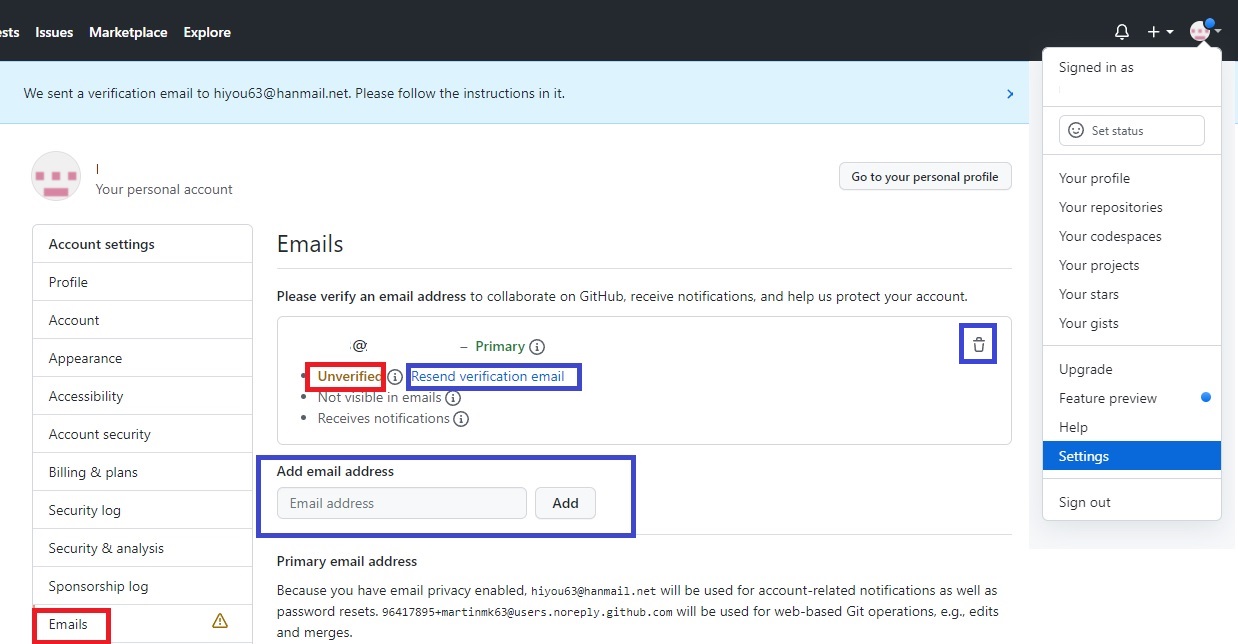 ests Issues Marketplace Explore
We sent a verification email to hiyou63@hanmail.net. Please follow the instructions in it.
Your personal account
Go to your personal profile
Account settings
Profile
Account
Appearance
Accessibility
Account security
Billing & plans
Security log
Security & analysis
Sponsorship log
Emails
Emails
Please verify an email address to collaborate on GitHub, receive notifications, and help us protect your account.
@ – Primary
Unverified Resend verification email
Not visible in emails
Receives notifications
Add email address
Email address Add
Primary email address
Because you have email privacy enabled, hiyou63@hanmail.net will be used for account-related notifications as well as
password resets. 96417895+martinmk63@users.noreply.github.com will be used for web-based Git operations, e.g., edits
and merges.
Signed in as
Set status
Your profile
Your repositories
Your codespaces
Your projects
Your stars
Your gists
Upgrade
Feature preview
Help
Settings
Sign out